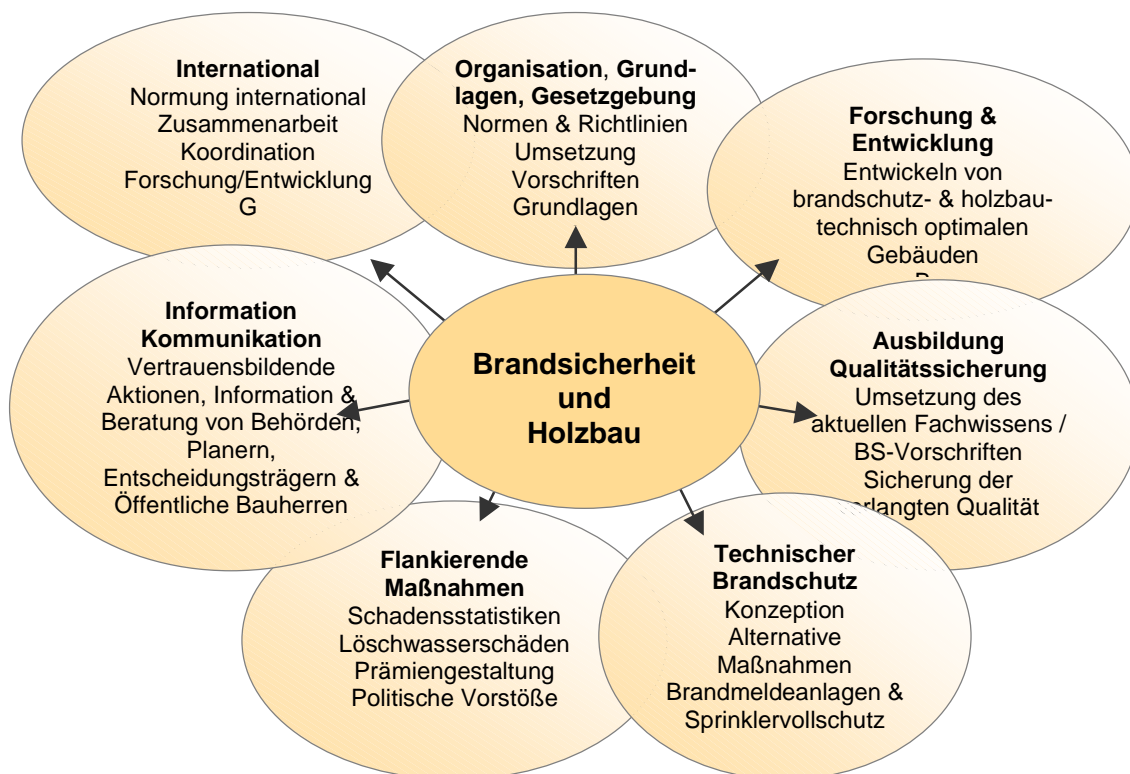 International
Normung international
Zusammenarbeit
Koordination
Forschung/Entwicklung
G
Organisation, Grund-
lagen, Gesetzgebung
Normen & Richtlinien
Umsetzung
Vorschriften
Grundlagen
Forschung &
Entwicklung
Entwickeln von
brandschutz- & holzbau-
technisch optimalen
Gebäuden
Information
Kommunikation
Vertrauensbildende
Aktionen, Information &
Beratung von Behörden,
Planern,
Entscheidungsträgern &
Öffentliche Bauherren
Brandsicherheit
und
Holzbau
Ausbildung
Qualitätssicherung
Umsetzung des
aktuellen Fachwissens /
BS-Vorschriften
Sicherung der
verlangten Qualität
Flankierende
Maßnahmen
Schadensstatistiken
Löschwasserschäden
Prämiengestaltung
Politische Vorstöße
Technischer
Brandschutz
Konzeption
Alternative
Maßnahmen
Brandmeldeanlagen &
Sprinklervollschutz